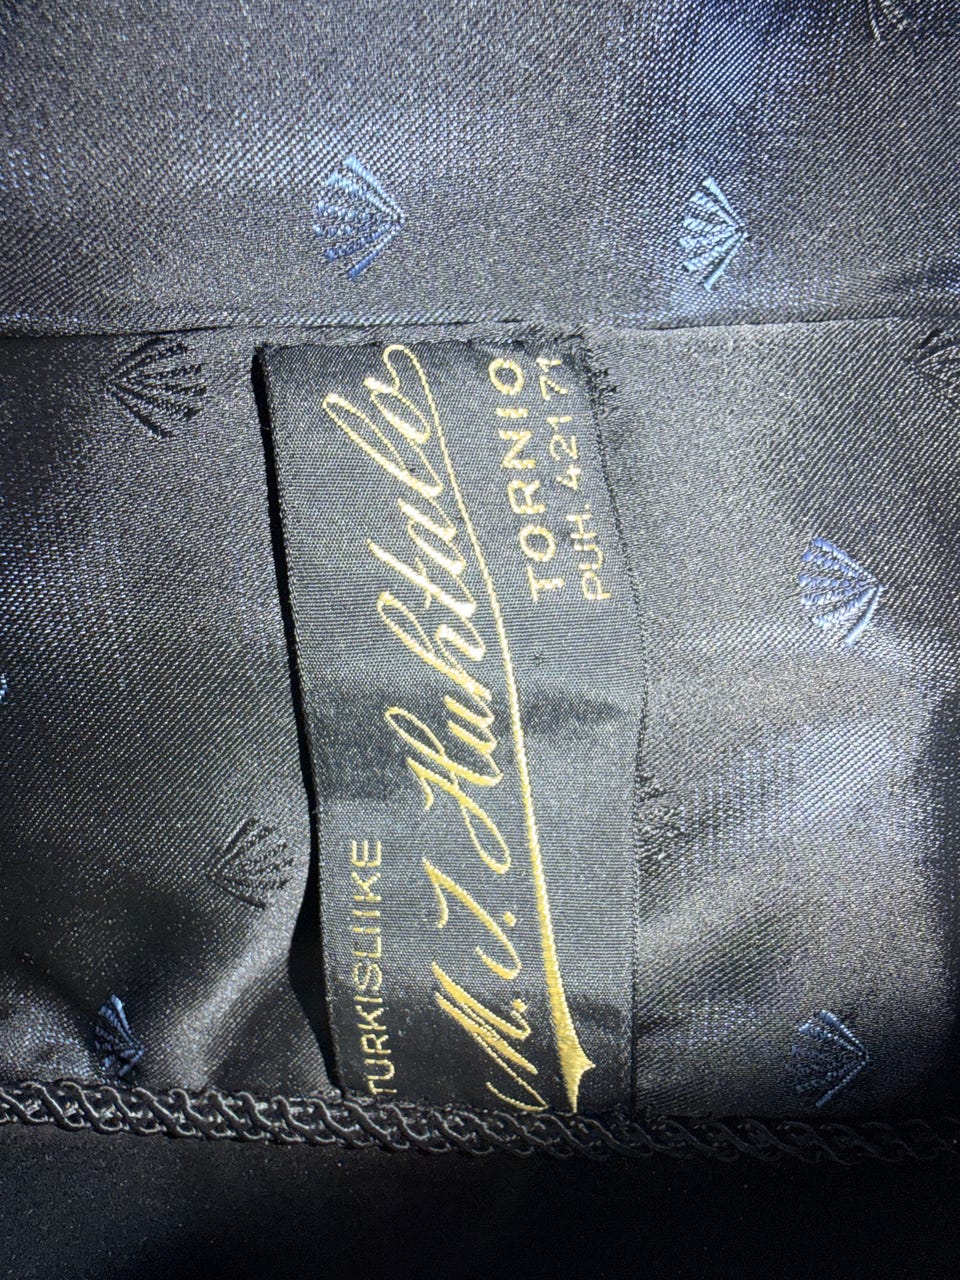 TURKISLIIKE
M. J. Huhtala
TORNIO
PUH. 421 71